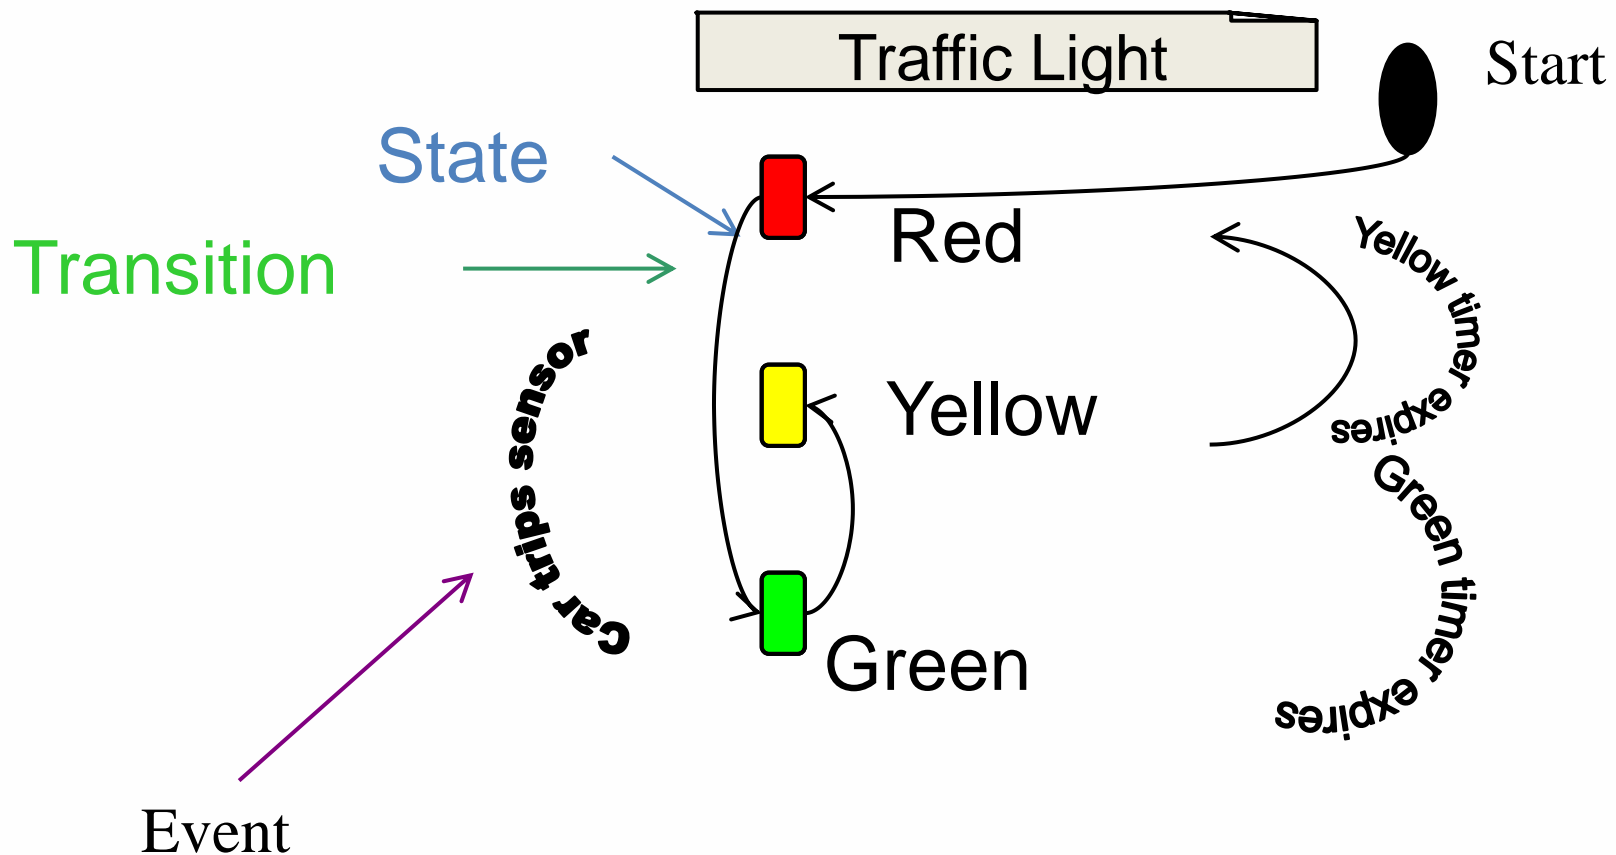 Traffic Light
Start
State
Red
Transition
Yellow timer expires
Car trips sensor
Yellow
Green timer expires
Green
Event